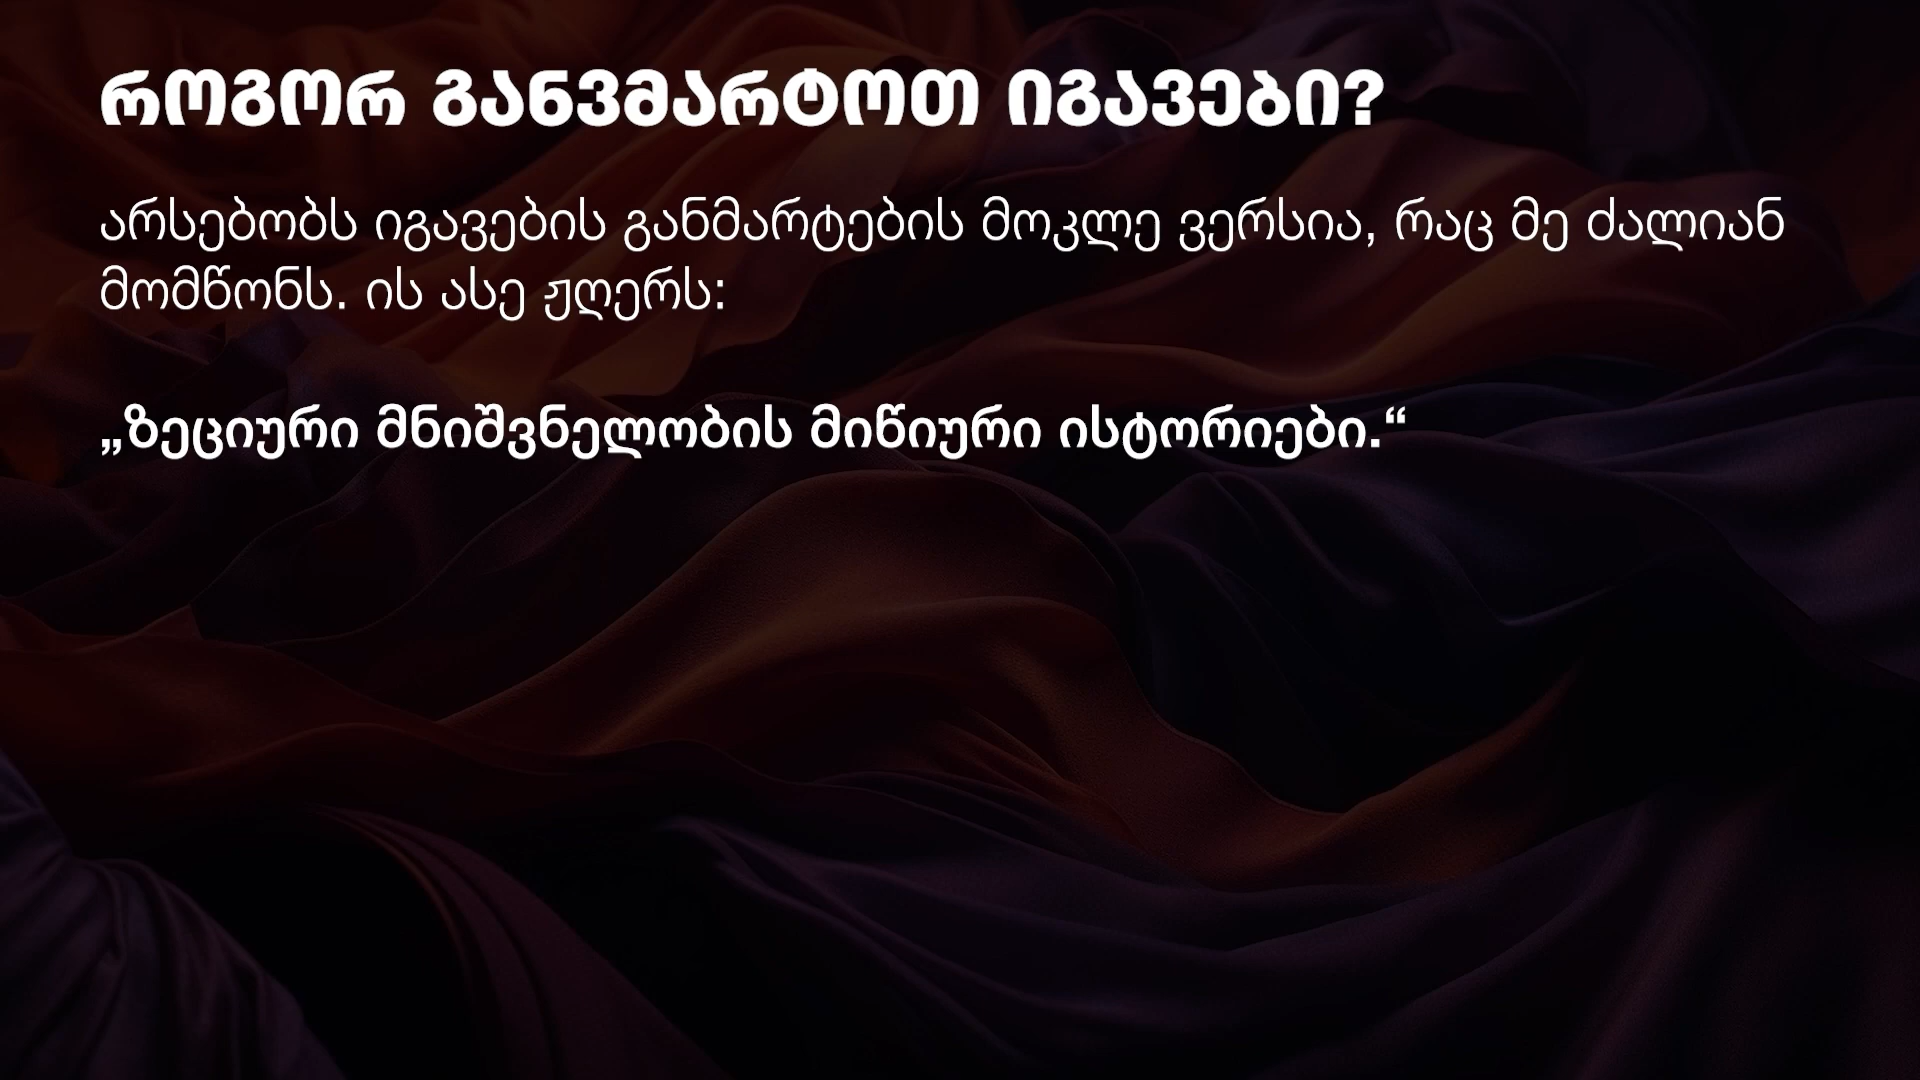 როგორ განვმარტოთ იგავები?
არსებობს იგავების განმარტების მოკლე ვერსია, რაც მე ძალიან
მომწონს. ის ასე ჟღერს:
„ზეციური მნიშვნელობის მიწიური ისტორიები.“